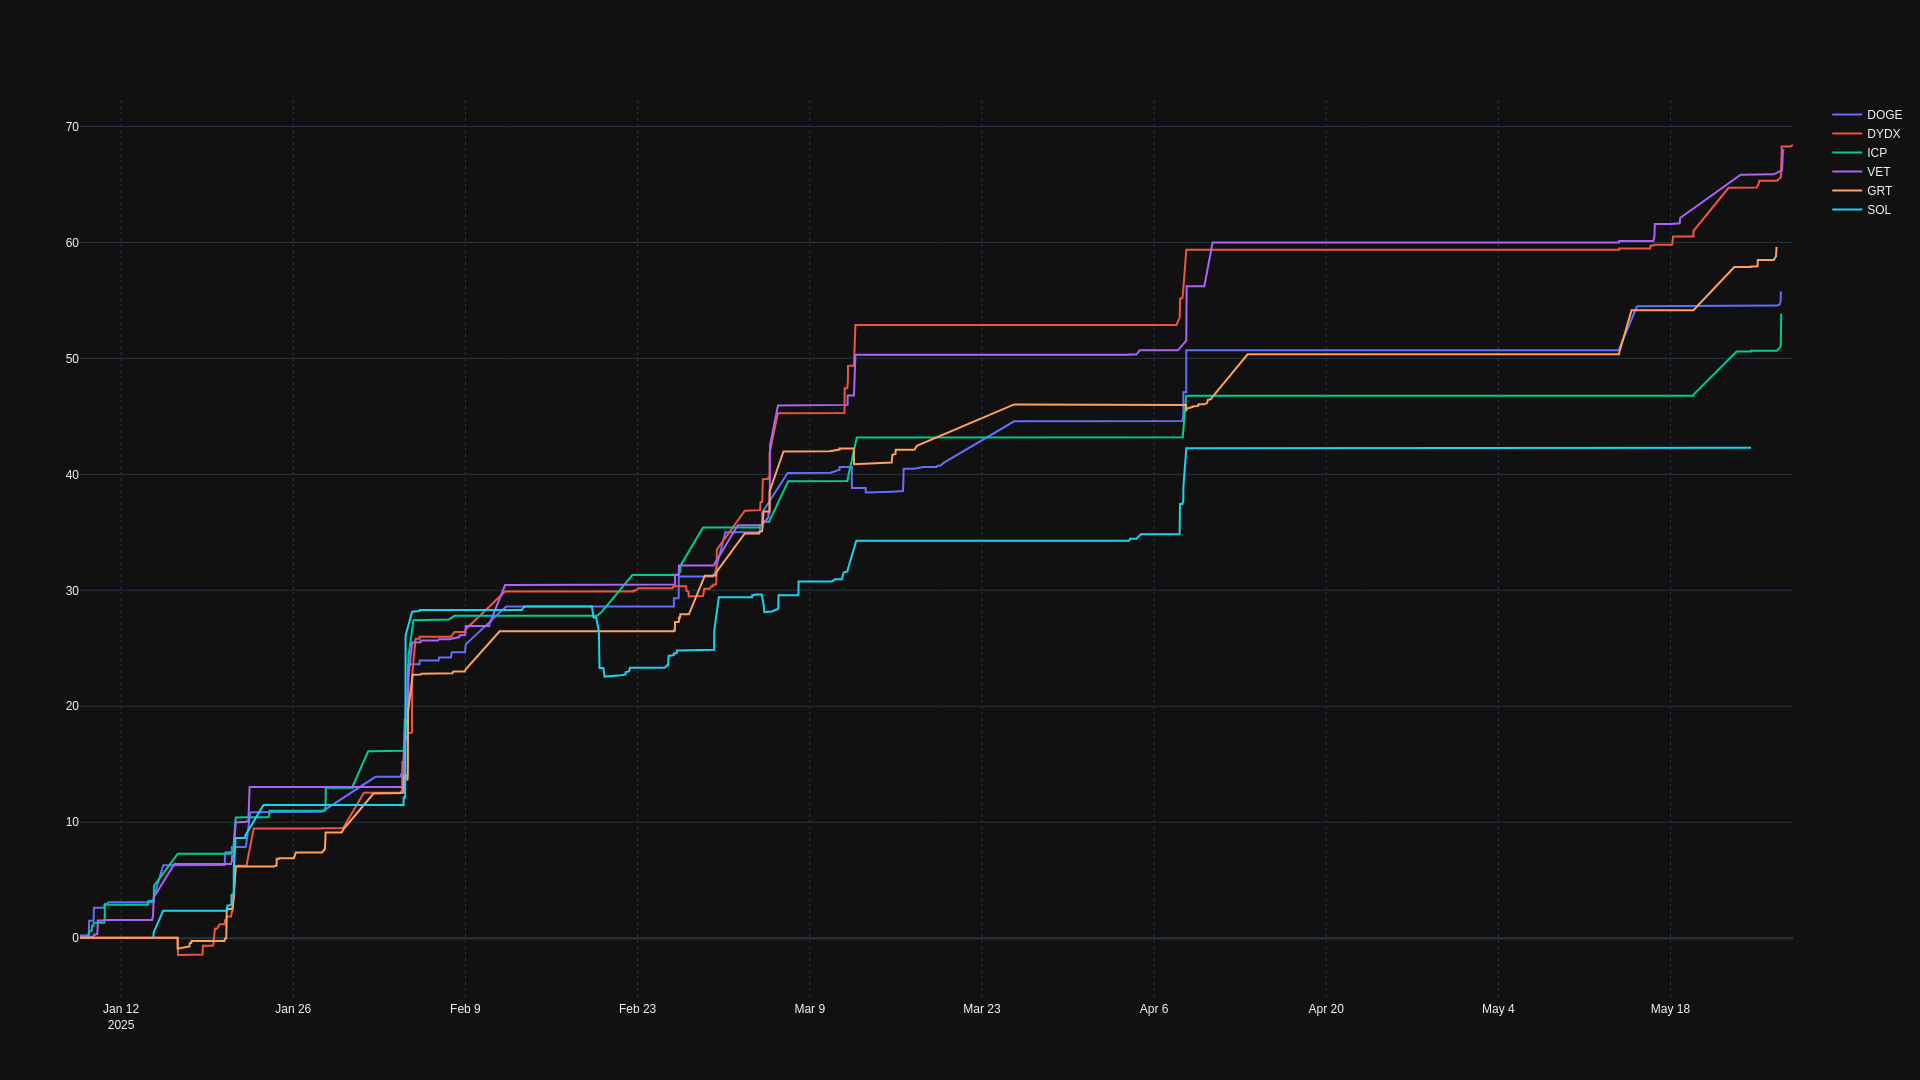 70
60
50
40
30
20
10
0
Jan 12
2025
Jan 26
Feb 9
Feb 23
Mar 9
Mar 23
Apr 6
Apr 20
May 4
May 18
DOGE
DYDX
ICP
VET
GRT
SOL